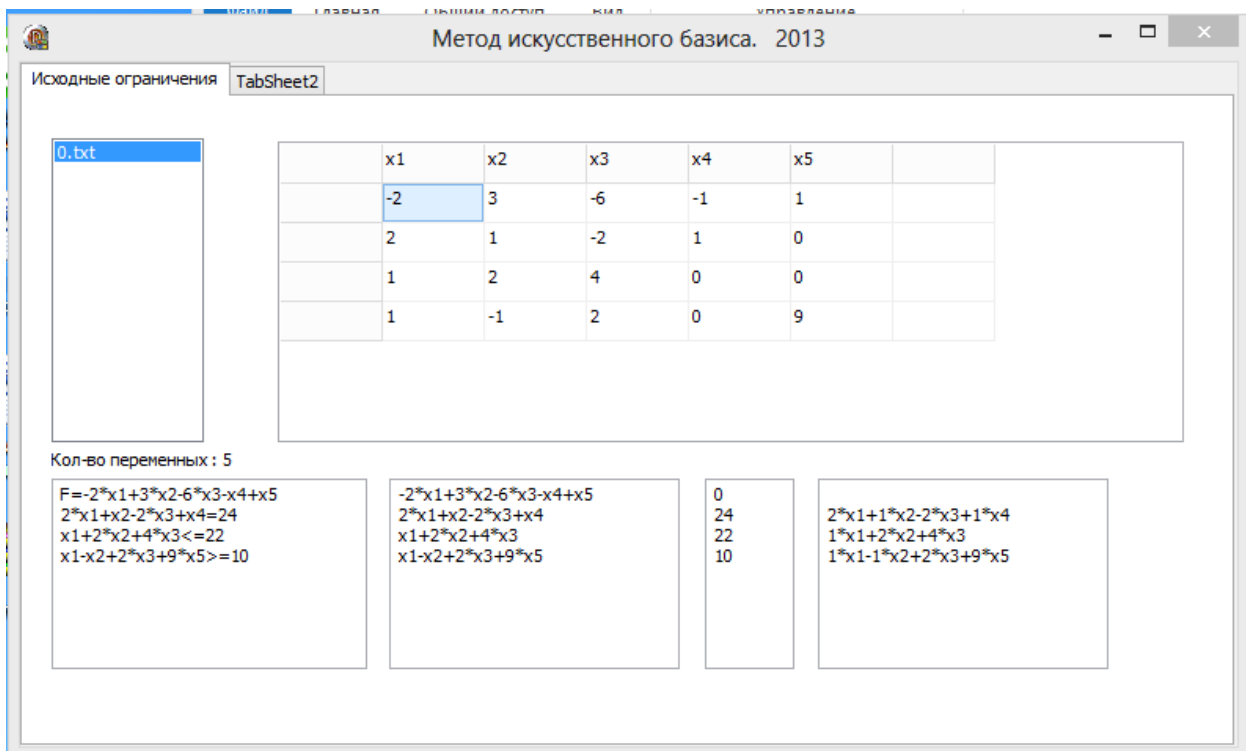 Файл Главная Общий доступ Вид Управление
Метод искусственного базиса. 2013
Исходные ограничения TabSheet2
0.txt
x1 x2 x3 x4 x5
-2 3 -6 -1 1
2 1 -2 1 0
1 2 4 0 0
1 -1 2 0 9
Кол-во переменных : 5
F=-2*x1+3*x2-6*x3-x4+x5
2*x1+x2-2*x3+x4=24
x1+2*x2+4*x3<=22
x1-x2+2*x3+9*x5>=10
-2*x1+3*x2-6*x3-x4+x5
2*x1+x2-2*x3+x4
x1+2*x2+4*x3
x1-x2+2*x3+9*x5
0
24
22
10
2*x1+1*x2-2*x3+1*x4
1*x1+2*x2+4*x3
1*x1-1*x2+2*x3+9*x5